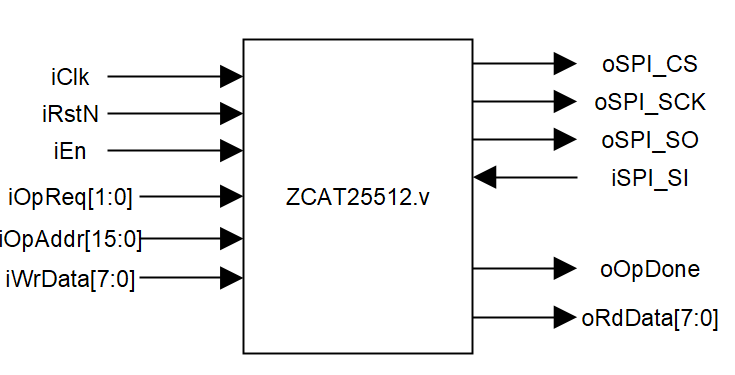 iClk
iRstN
iEn
iOpReq[1:0]
iOpAddr[15:0]
iWrData[7:0]
ZCAT25512.v
oSPI_CS
oSPI_SCK
oSPI_SO
iSPI_SI
oOpDone
oRdData[7:0]